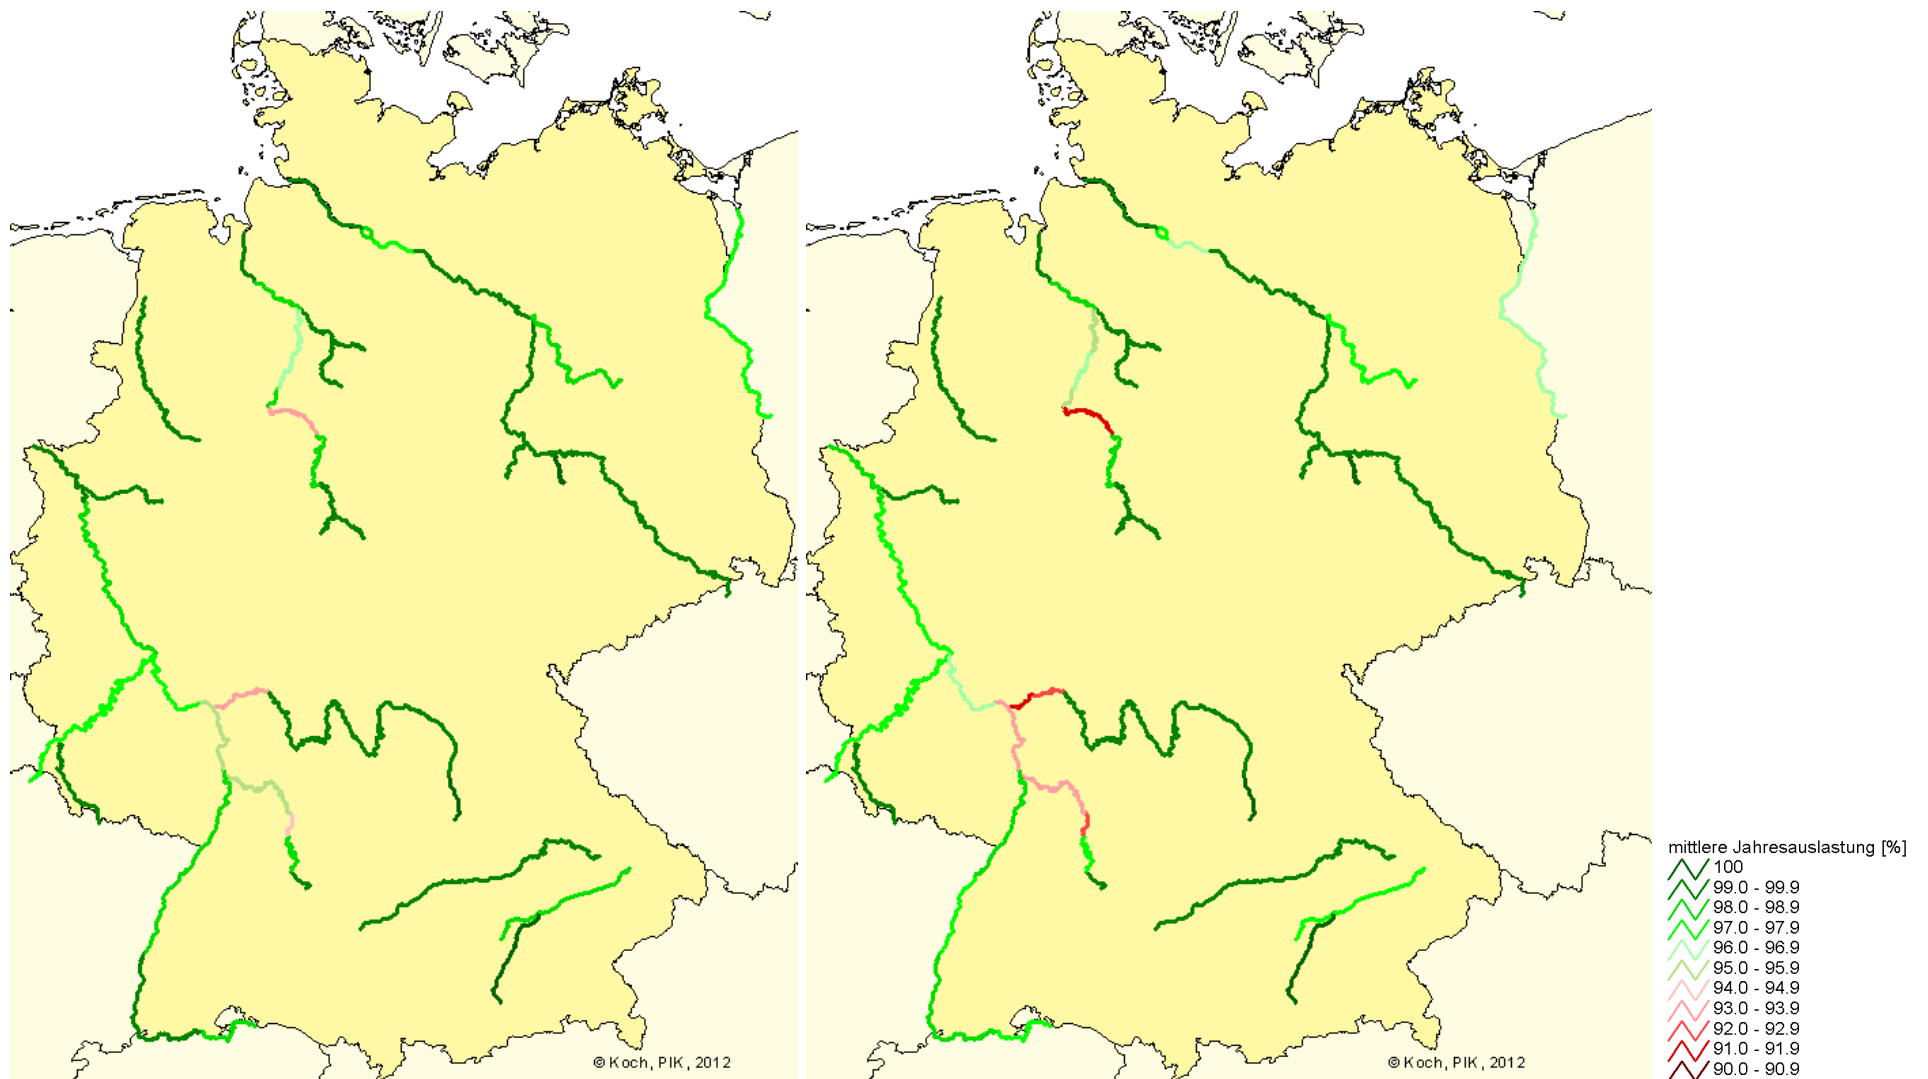 mittlere Jahresauslastung [%]
100
99.0 - 99.9
98.0 - 98.9
97.0 - 97.9
96.0 - 96.9
95.0 - 95.9
94.0 - 94.9
93.0 - 93.9
92.0 - 92.9
91.0 - 91.9
90.0 - 90.9
© Koch, PIK, 2012
© Koch, PIK, 2012